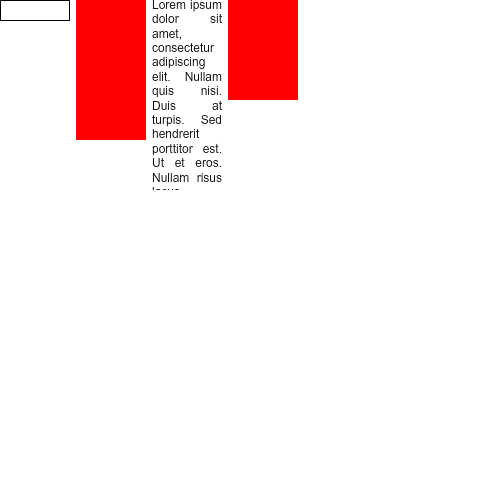 Lorem ipsum
dolor sit
amet,
consectetur
adipiscing
elit. Nullam
quis nisi.
Duis at
turpis. Sed
hendrerit
porttitor est.
Ut et eros.
Nullam risus